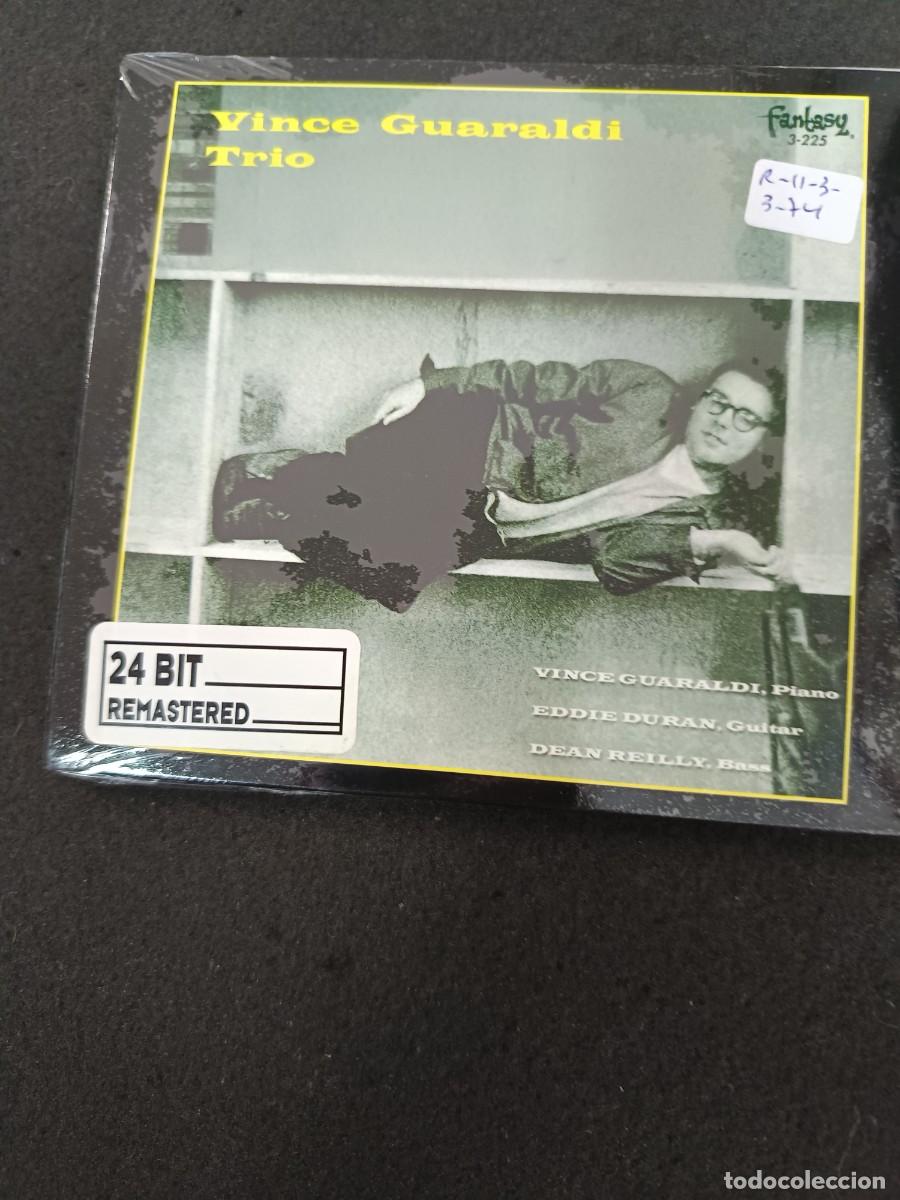 Vince Guaraldi
Trio
fantasy
3-225
R-11-3-
3-74
24 BIT
REMASTERED
VINCE GUARALDI, Piano
EDDIE DURAN, Guitar
DEAN REILLY, Bass
todocoleccion